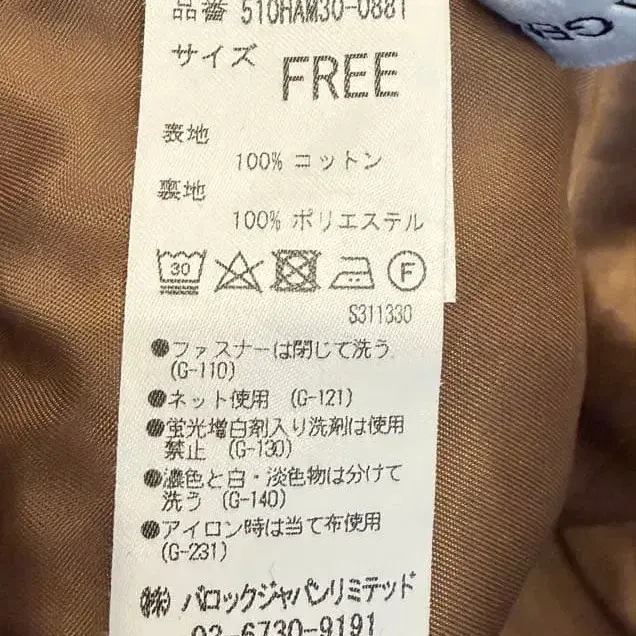 品番 510HAM30-0881
サイズ FREE
表地
100% コットン
裏地
100% ポリエステル
30 F
S311330
●ファスナーは閉じて洗う
(G-110)
●ネット使用 (G-121)
●蛍光増白剤入り洗剤は使用
禁止 (G-130)
●濃色と白・淡色物は分けて
洗う (G-140)
●アイロン時は当て布使用
(G-231)
(株) バロックジャパンリミテッド
03-6730-9191